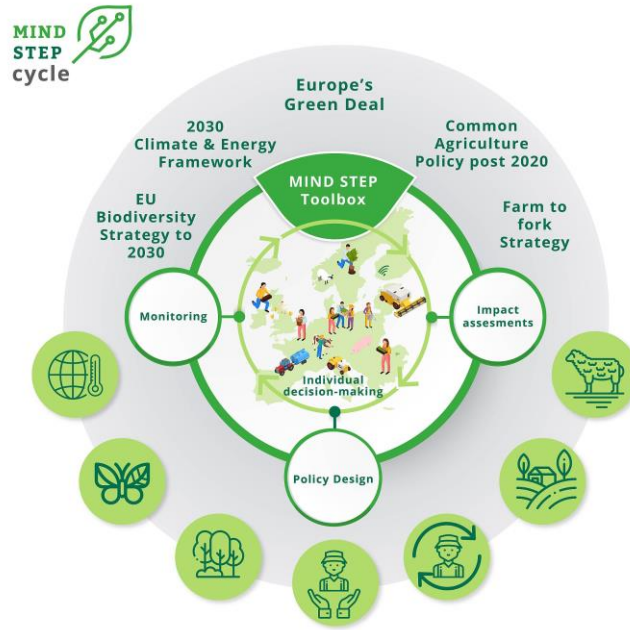 MIND
STEP
cycle
Europe's
Green Deal
2030
Climate & Energy
Framework
Common
Agriculture
Policy post 2020
MIND STEP
Toolbox
EU
Biodiversity
Strategy to
2030
Farm to
fork
Strategy
Monitoring
Impact
assesments
Individual
decision-making
Policy Design